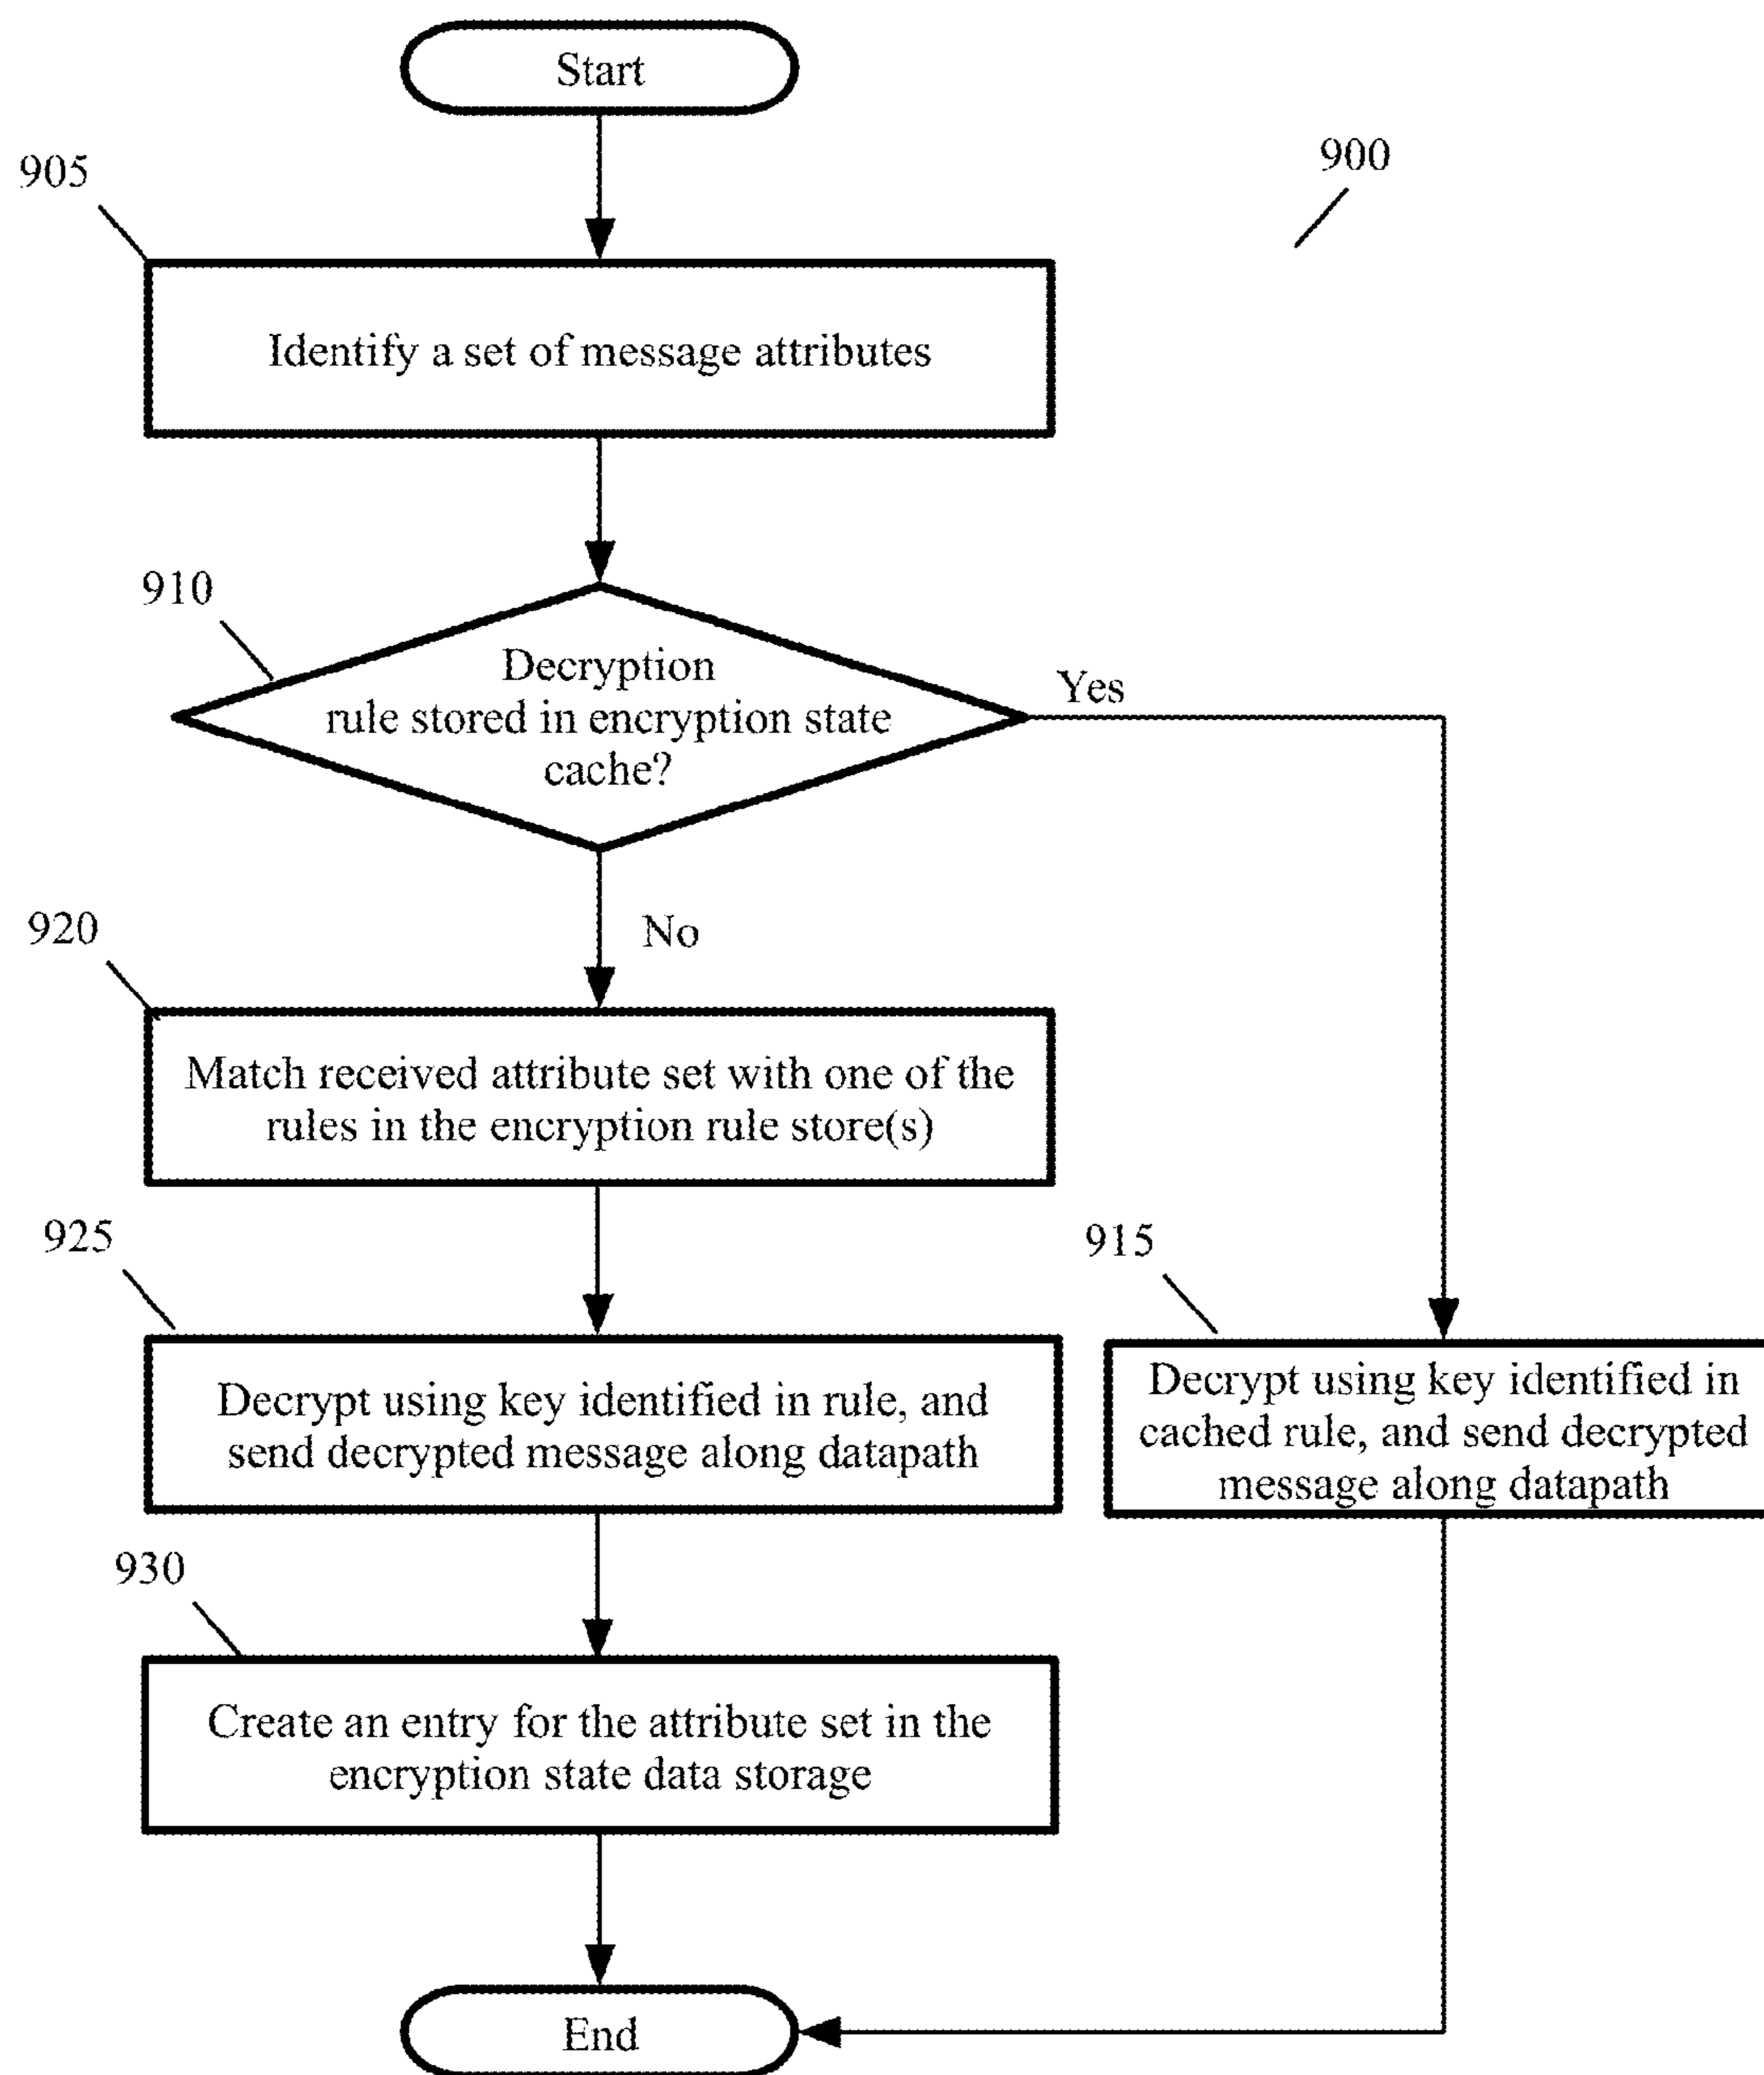 Start
900
905
Identify a set of message attributes
910
Decryption
rule stored in encryption state
cache?
Yes
No
920
Match received attribute set with one of the
rules in the encryption rule store(s)
925
Decrypt using key identified in rule, and
send decrypted message along datapath
915
Decrypt using key identified in
cached rule, and send decrypted
message along datapath
930
Create an entry for the attribute set in the
encryption state data storage
End